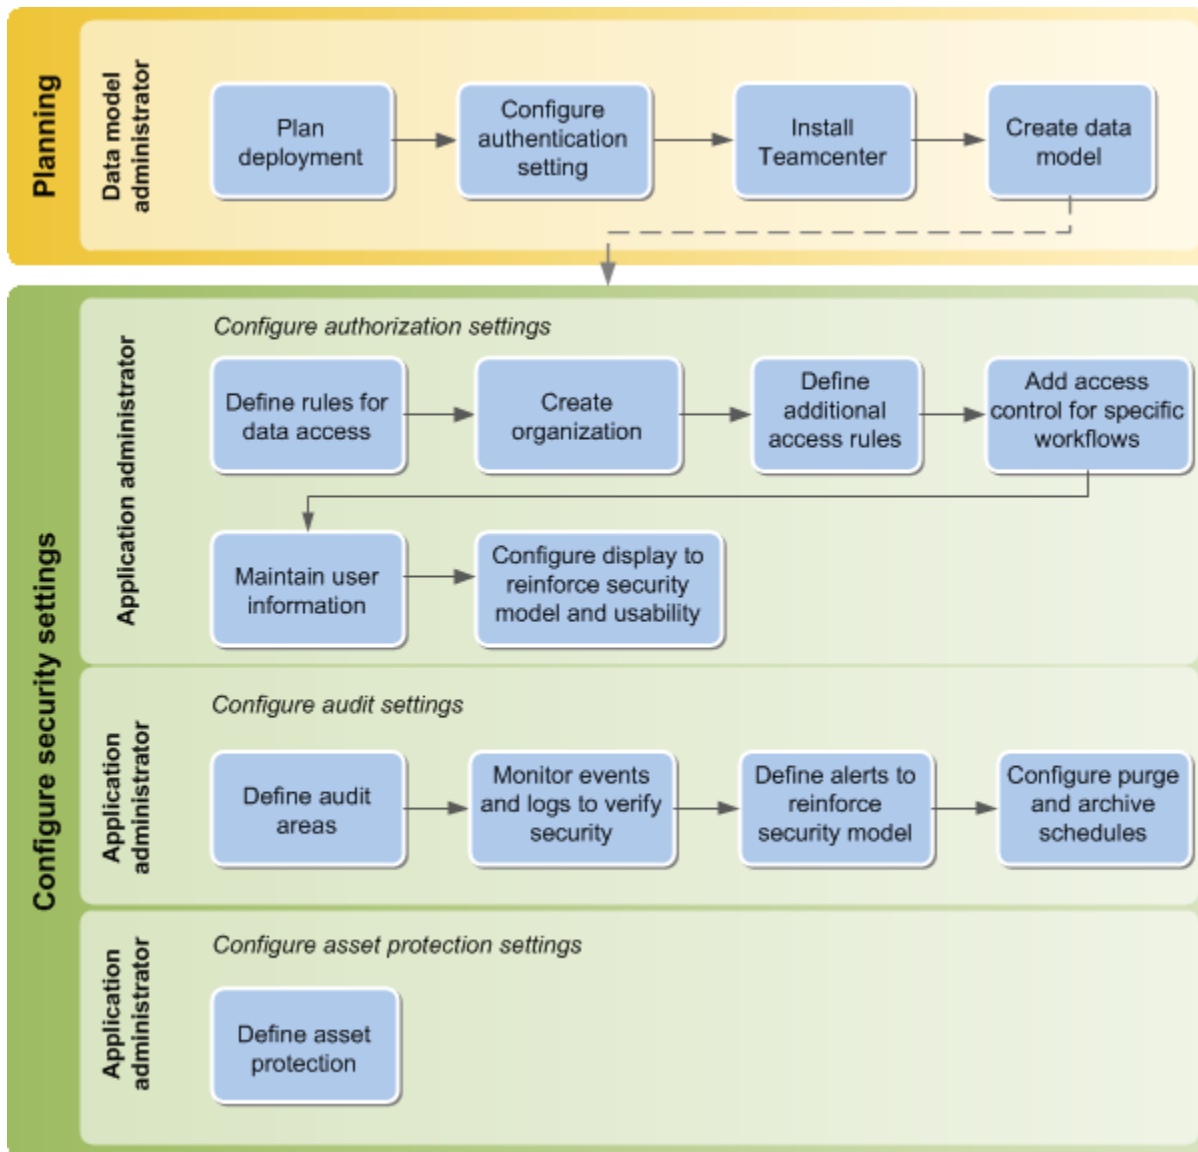 Planning
Data model
administrator
Plan
deployment
Configure
authentication
setting
Install
Teamcenter
Create data
model
Configure security settings
Application administrator
Configure authorization settings
Define rules for
data access
Create
organization
Define
additional
access rules
Add access
control for specific
workflows
Maintain user
information
Configure display to
reinforce security
model and usability
Application
administrator
Configure audit settings
Define audit
areas
Monitor events
and logs to verify
security
Define alerts to
reinforce
security model
Configure purge
and archive
schedules
Application
administrator
Configure asset protection settings
Define asset
protection